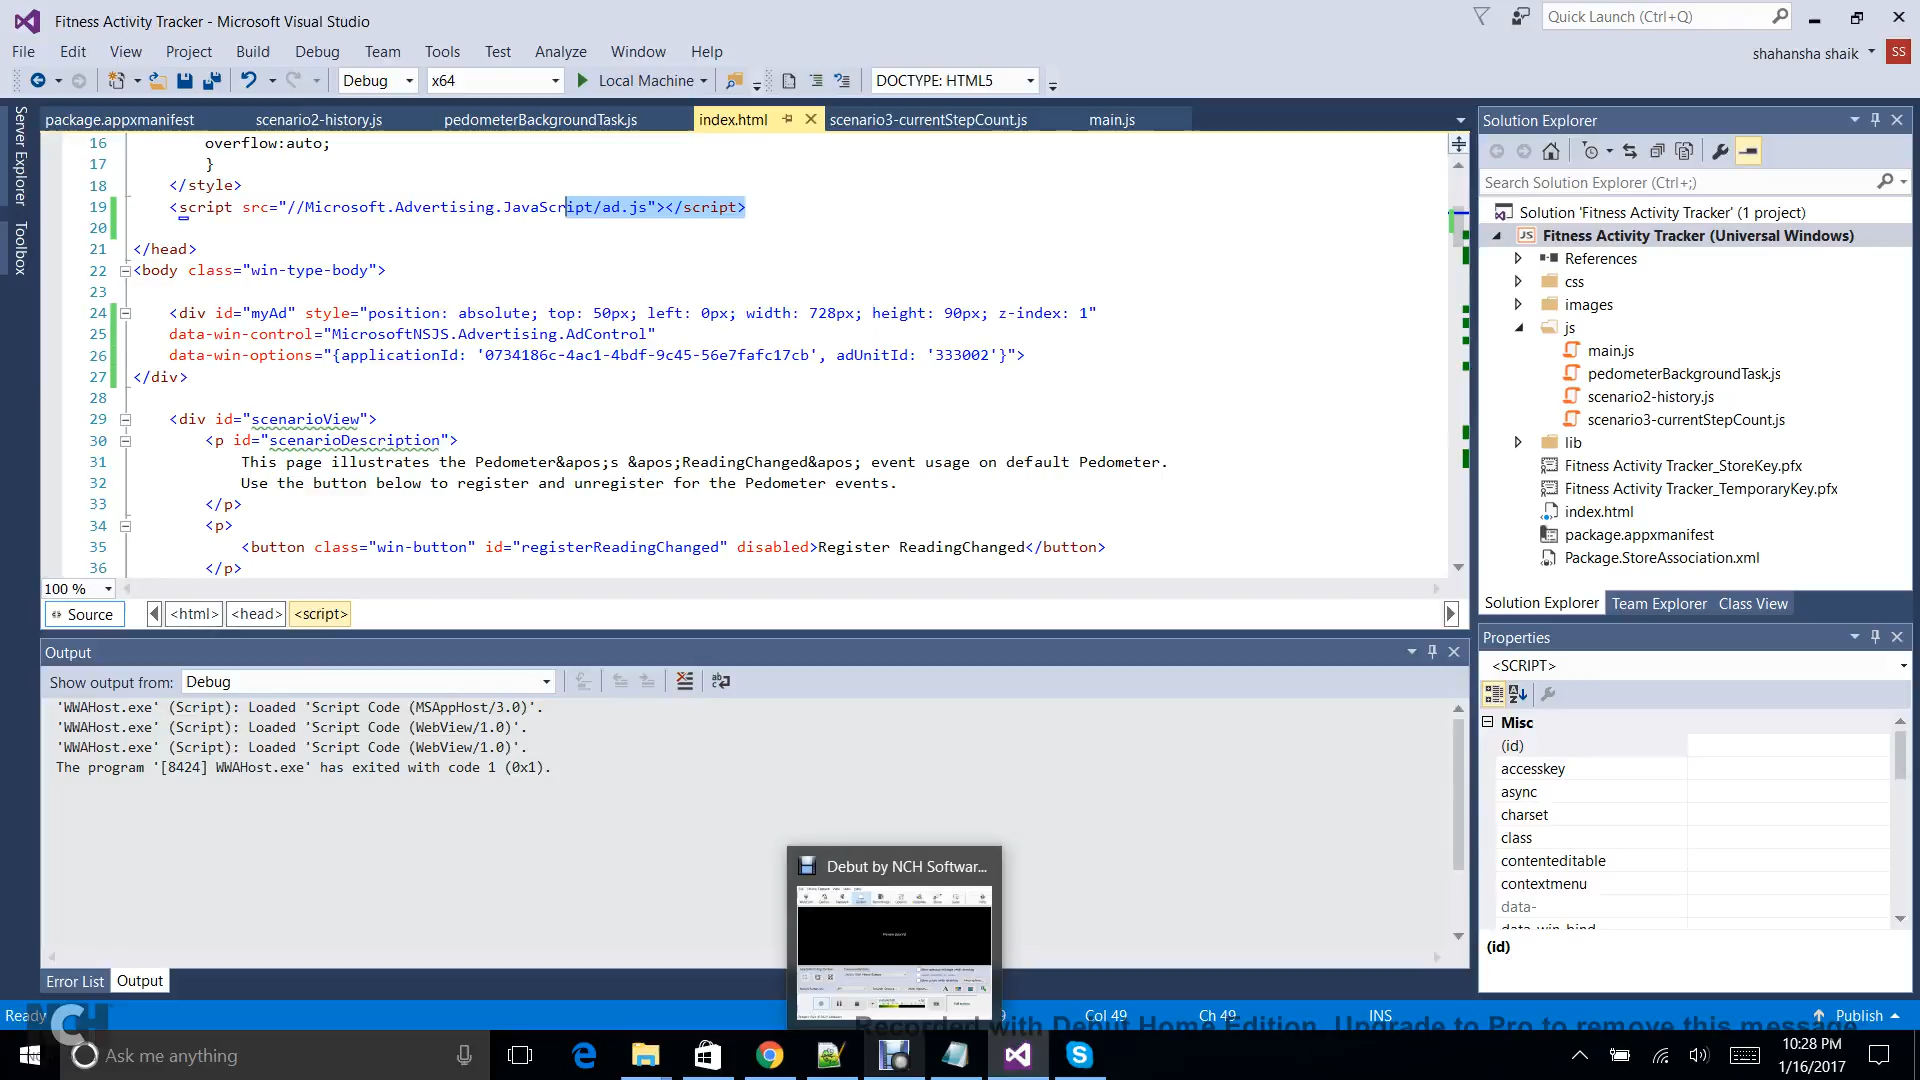 Fitness Activity Tracker - Microsoft Visual Studio
Quick Launch (Ctrl+Q)
File Edit View Project Build Debug Team Tools Test Analyze Window Help
shahansha shaik SS
Debug x64 Local Machine DOCTYPE: HTML5
Server Explorer
Toolbox
package.appxmanifest scenario2-history.js pedometerBackgroundTask.js index.html scenario3-currentStepCount.js main.js
16 overflow:auto;
17 }
18 </style>
19 <script src="//Microsoft.Advertising.JavaScript/ad.js"></script>
20
21 </head>
22 <body class="win-type-body">
23
24 <div id="myAd" style="position: absolute; top: 50px; left: 0px; width: 728px; height: 90px; z-index: 1"
25 data-win-control="MicrosoftNSJS.Advertising.AdControl"
26 data-win-options="{applicationId: '0734186c-4ac1-4bdf-9c45-56e7fafc17cb', adUnitId: '333002'}">
27 </div>
28
29 <div id="scenarioView">
30 <p id="scenarioDescription">
31 This page illustrates the Pedometer&apos;s &apos;ReadingChanged&apos; event usage on default Pedometer.
32 Use the button below to register and unregister for the Pedometer events.
33 </p>
34 <p>
35 <button class="win-button" id="registerReadingChanged" disabled>Register ReadingChanged</button>
36 </p>
100 %
Source <html> <head> <script>
Output
Show output from: Debug
'WWAHost.exe' (Script): Loaded 'Script Code (MSAppHost/3.0)'.
'WWAHost.exe' (Script): Loaded 'Script Code (WebView/1.0)'.
'WWAHost.exe' (Script): Loaded 'Script Code (WebView/1.0)'.
The program '[8424] WWAHost.exe' has exited with code 1 (0x1).
Error List Output
Solution Explorer
Search Solution Explorer (Ctrl+;)
Solution 'Fitness Activity Tracker' (1 project)
JS Fitness Activity Tracker (Universal Windows)
References
css
images
js
main.js
pedometerBackgroundTask.js
scenario2-history.js
scenario3-currentStepCount.js
lib
Fitness Activity Tracker_StoreKey.pfx
Fitness Activity Tracker_TemporaryKey.pfx
index.html
package.appxmanifest
Package.StoreAssociation.xml
Solution Explorer Team Explorer Class View
Properties
<SCRIPT>
Misc
(id)
accesskey
async
charset
class
contenteditable
contextmenu
data-
data-win-bind
(id)
Debut by NCH Softwar...
Ready Col 49 Ch 49 INS Publish
NCH
Recorded with Debut Home Edition. Upgrade to Pro to remove this message
Ask me anything
10:28 PM
1/16/2017